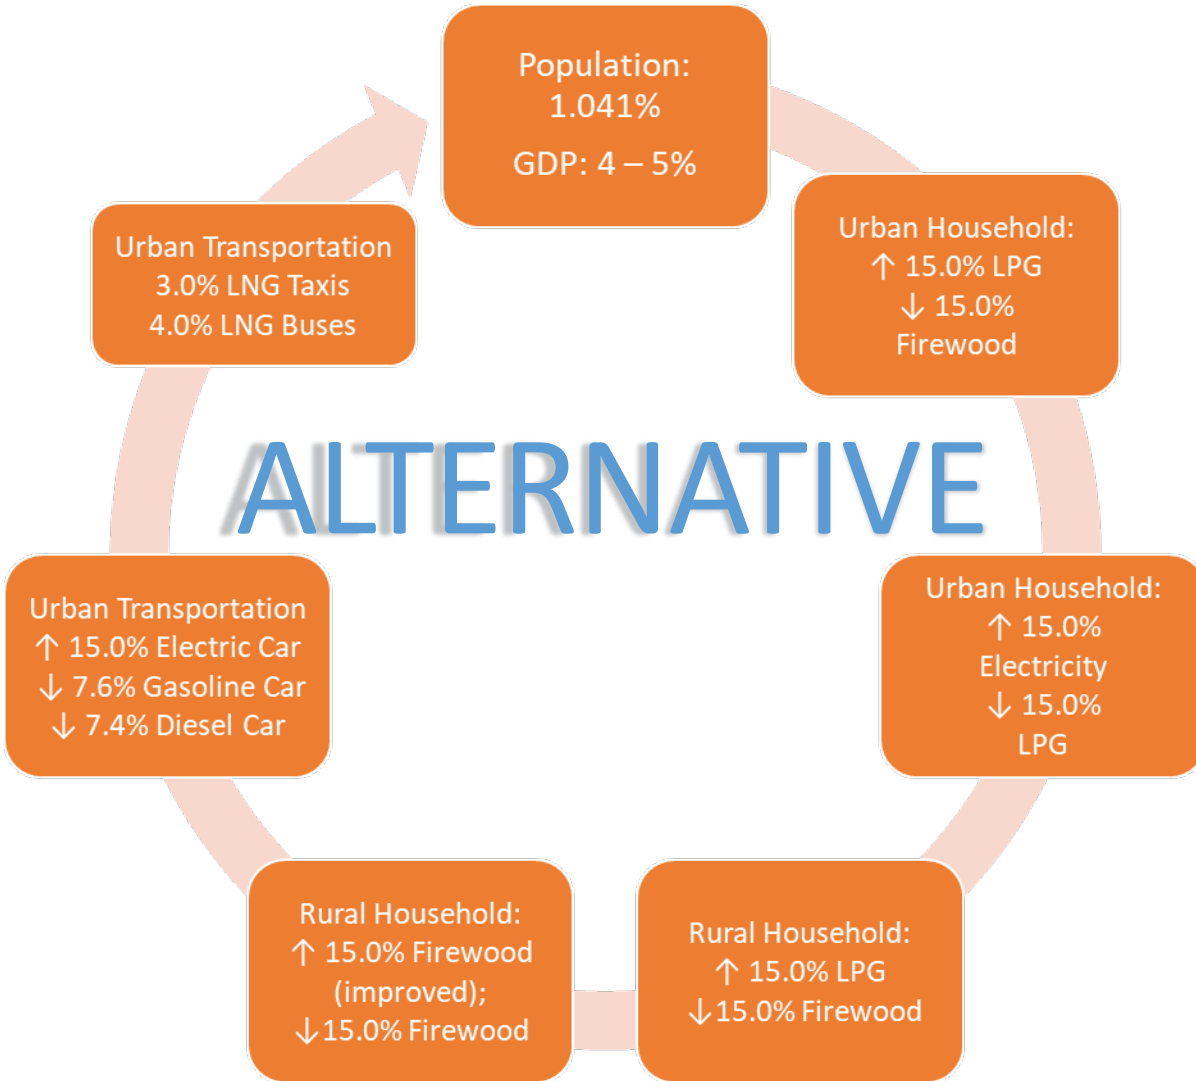 Population:
1.041%
GDP: 4 – 5%
Urban Household:
↑ 15.0% LPG
↓ 15.0%
Firewood
Urban Household:
↑ 15.0%
Electricity
↓ 15.0%
LPG
Rural Household:
↑ 15.0% LPG
↓15.0% Firewood
Rural Household:
↑ 15.0% Firewood
(improved);
↓15.0% Firewood
Urban Transportation
↑ 15.0% Electric Car
↓ 7.6% Gasoline Car
↓ 7.4% Diesel Car
Urban Transportation
3.0% LNG Taxis
4.0% LNG Buses
ALTERNATIVE